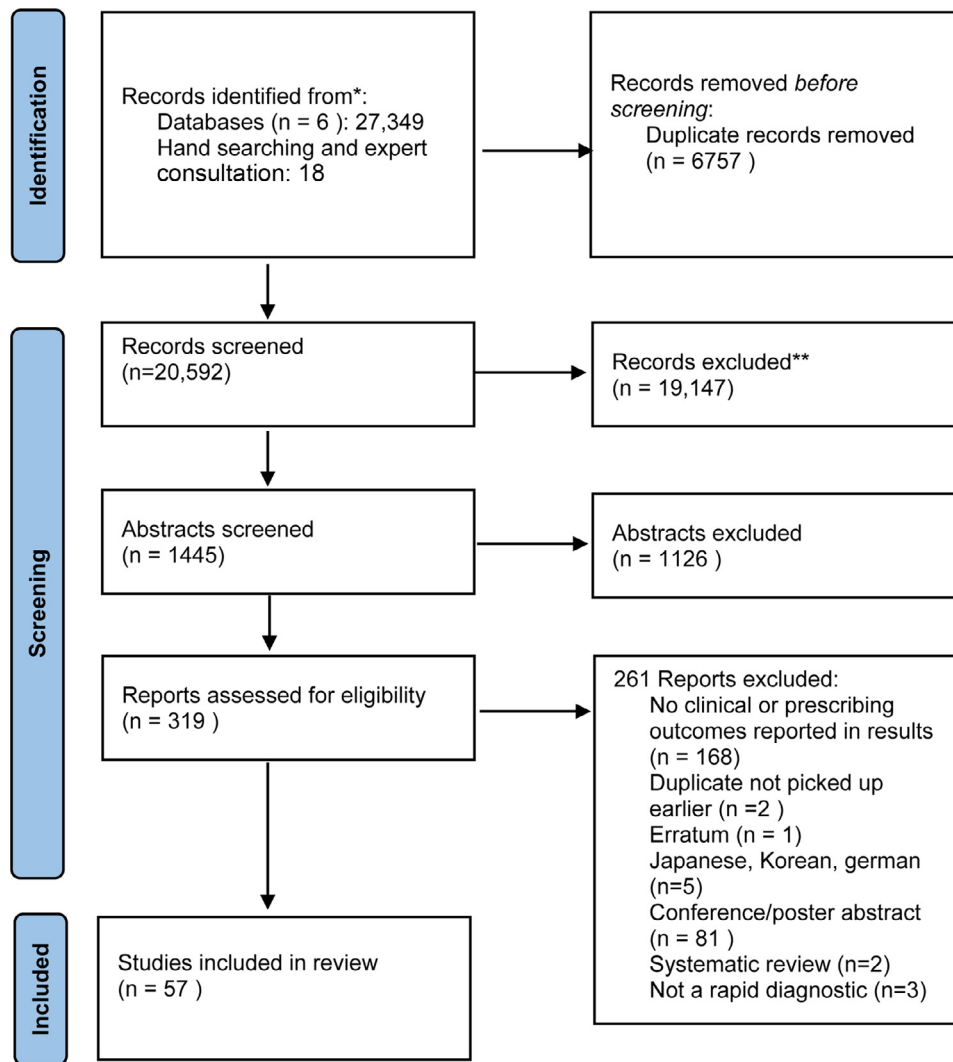 Identification
Records identified from*:
Databases (n = 6 ): 27,349
Hand searching and expert
consultation: 18
Records removed before
screening:
Duplicate records removed
(n = 6757 )
Screening
Records screened
(n=20,592)
Records excluded**
(n = 19,147)
Abstracts screened
(n = 1445)
Abstracts excluded
(n = 1126 )
Reports assessed for eligibility
(n = 319 )
261 Reports excluded:
No clinical or prescribing
outcomes reported in results
(n = 168)
Duplicate not picked up
earlier (n =2 )
Erratum (n = 1)
Japanese, Korean, german
(n=5)
Conference/poster abstract
(n = 81 )
Systematic review (n=2)
Not a rapid diagnostic (n=3)
Included
Studies included in review
(n = 57 )